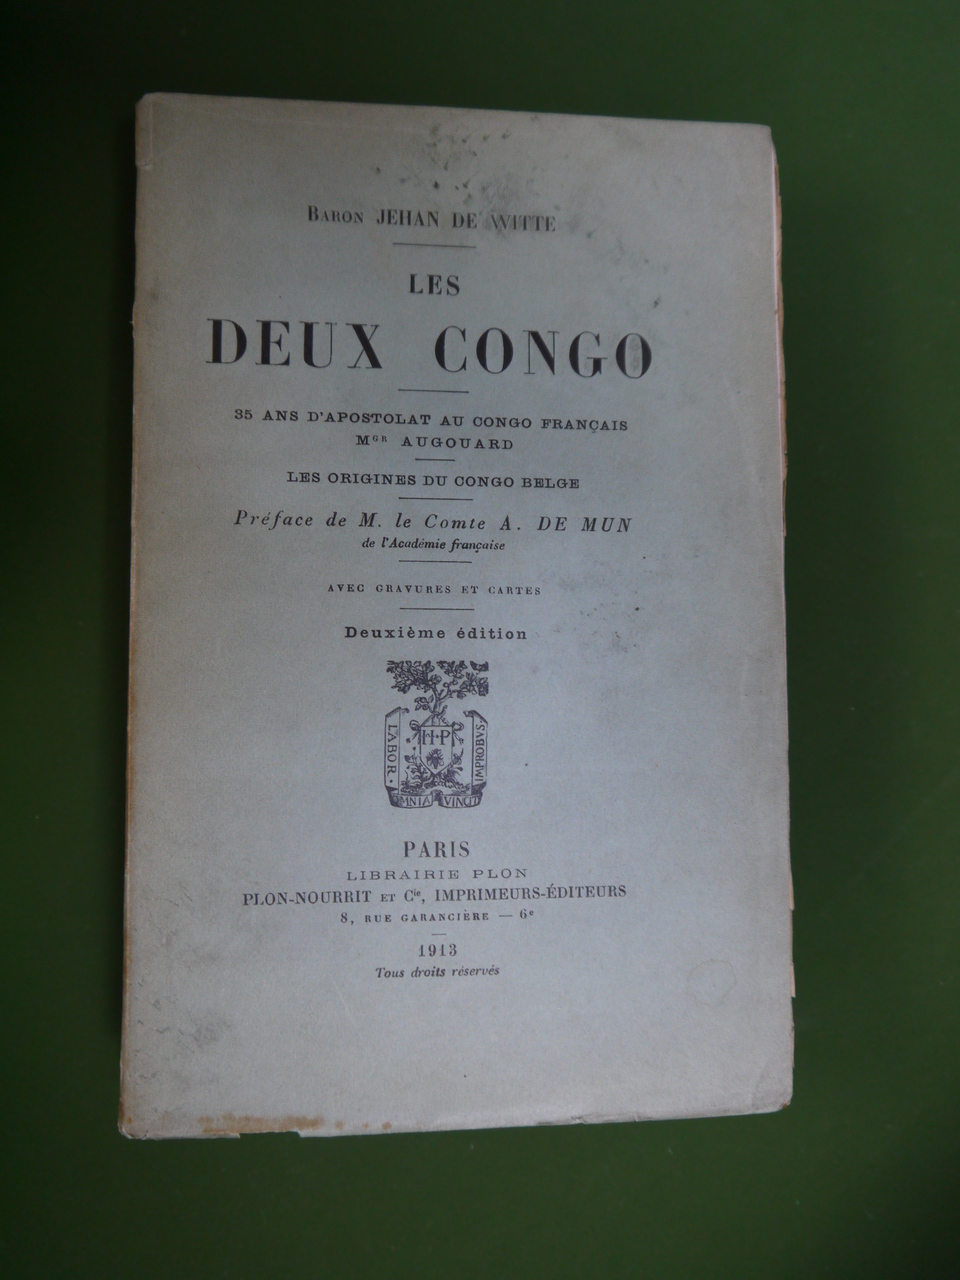 Baron JEHAN DE WITTE
LES
DEUX CONGO
35 ANS D'APOSTOLAT AU CONGO FRANÇAIS
Mgr AUGOUARD
LES ORIGINES DU CONGO BELGE
Préface de M. le Comte A. DE MUN
de l'Académie française
AVEC GRAVURES ET CARTES
Deuxième édition
H·P
LABOR·
IMPROBVS
OMNIA VINCIT
PARIS
LIBRAIRIE PLON
PLON-NOURRIT ET Cie, IMPRIMEURS-ÉDITEURS
8, RUE GARANCIÈRE — 6e
1913
Tous droits réservés